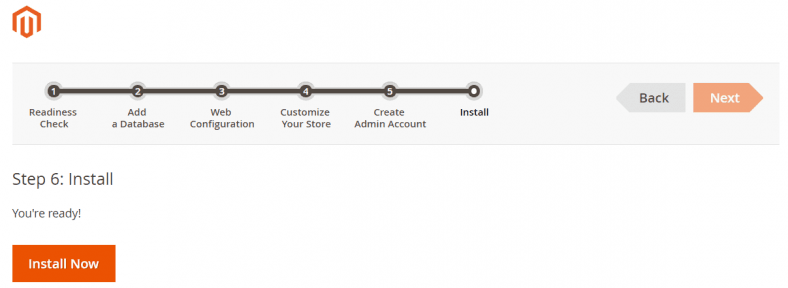 1 2 3 4 5
Readiness Check
Add a Database
Web Configuration
Customize Your Store
Create Admin Account
Install
Back
Next
Step 6: Install
You're ready!
Install Now